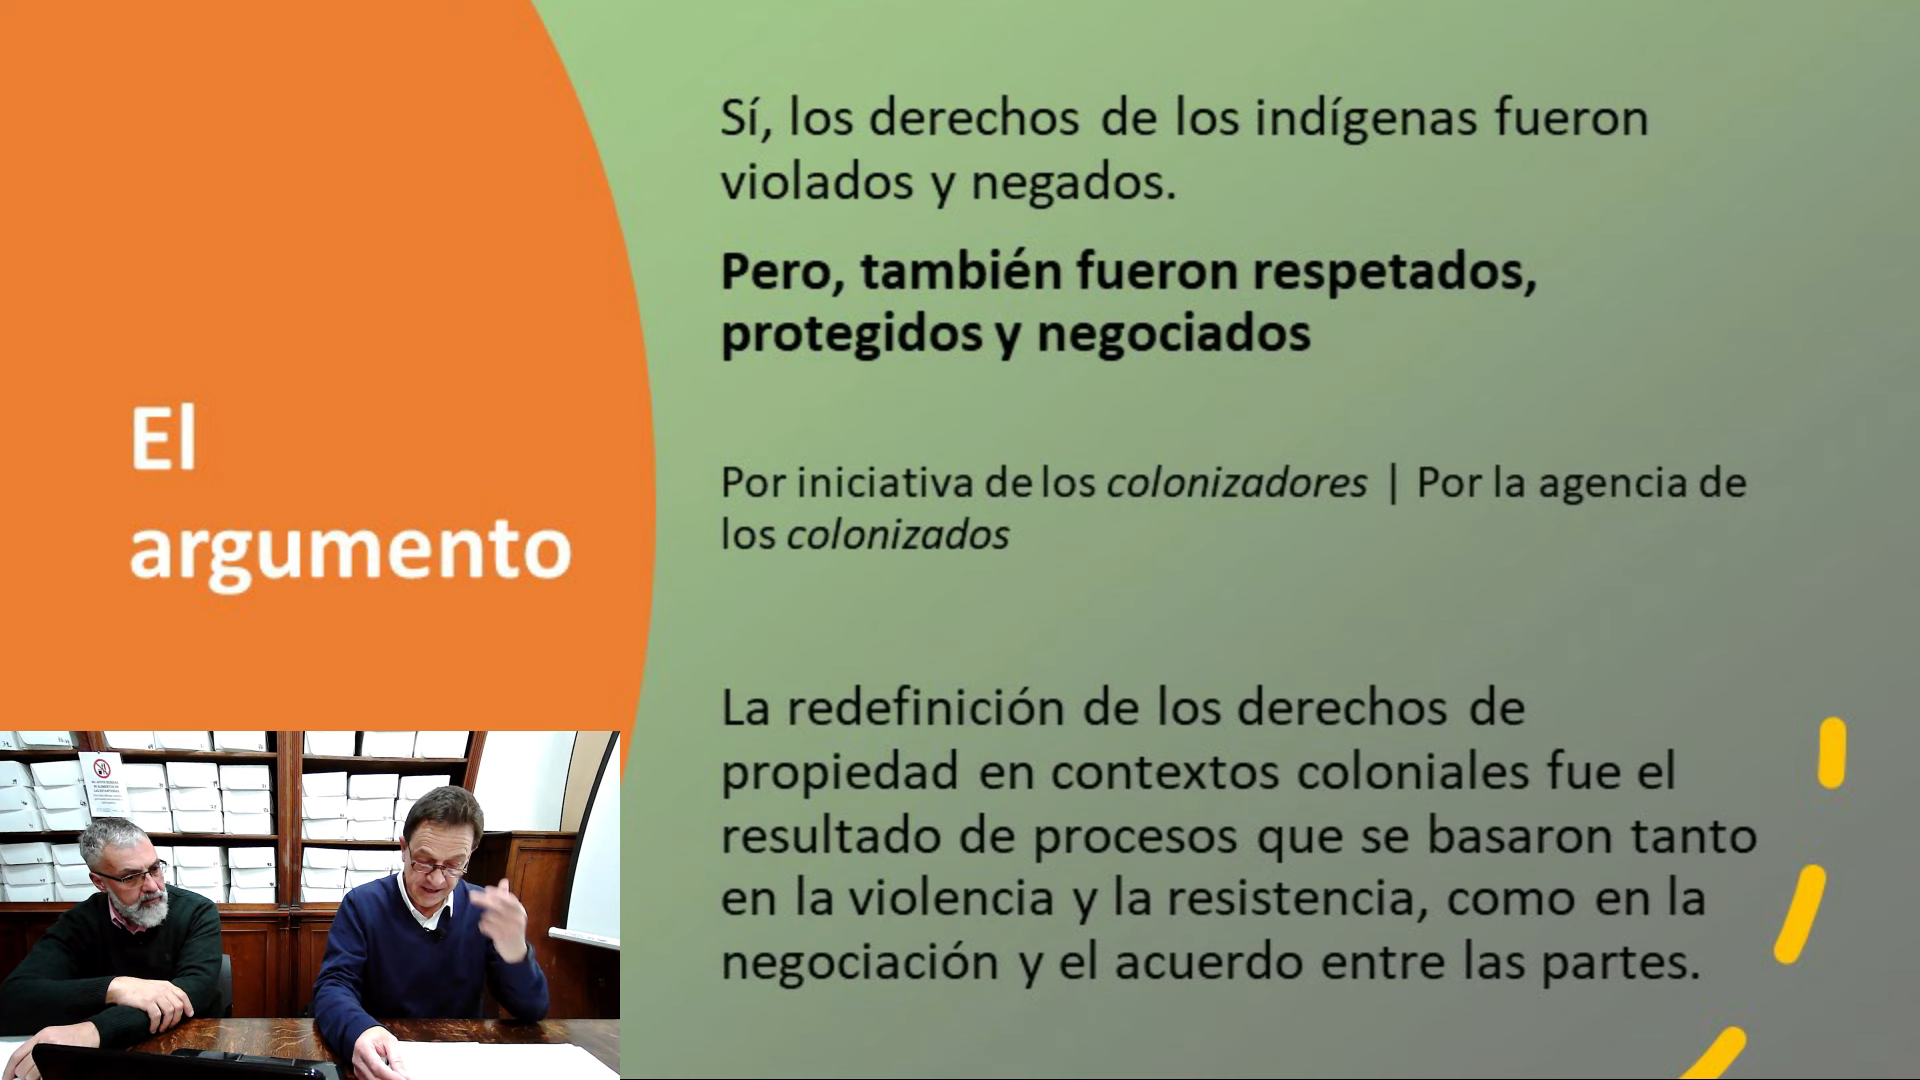 El
argumento
Sí, los derechos de los indígenas fueron
violados y negados.
Pero, también fueron respetados,
protegidos y negociados
Por iniciativa de los colonizadores | Por la agencia de
los colonizados
La redefinición de los derechos de
propiedad en contextos coloniales fue el
resultado de procesos que se basaron tanto
en la violencia y la resistencia, como en la
negociación y el acuerdo entre las partes.